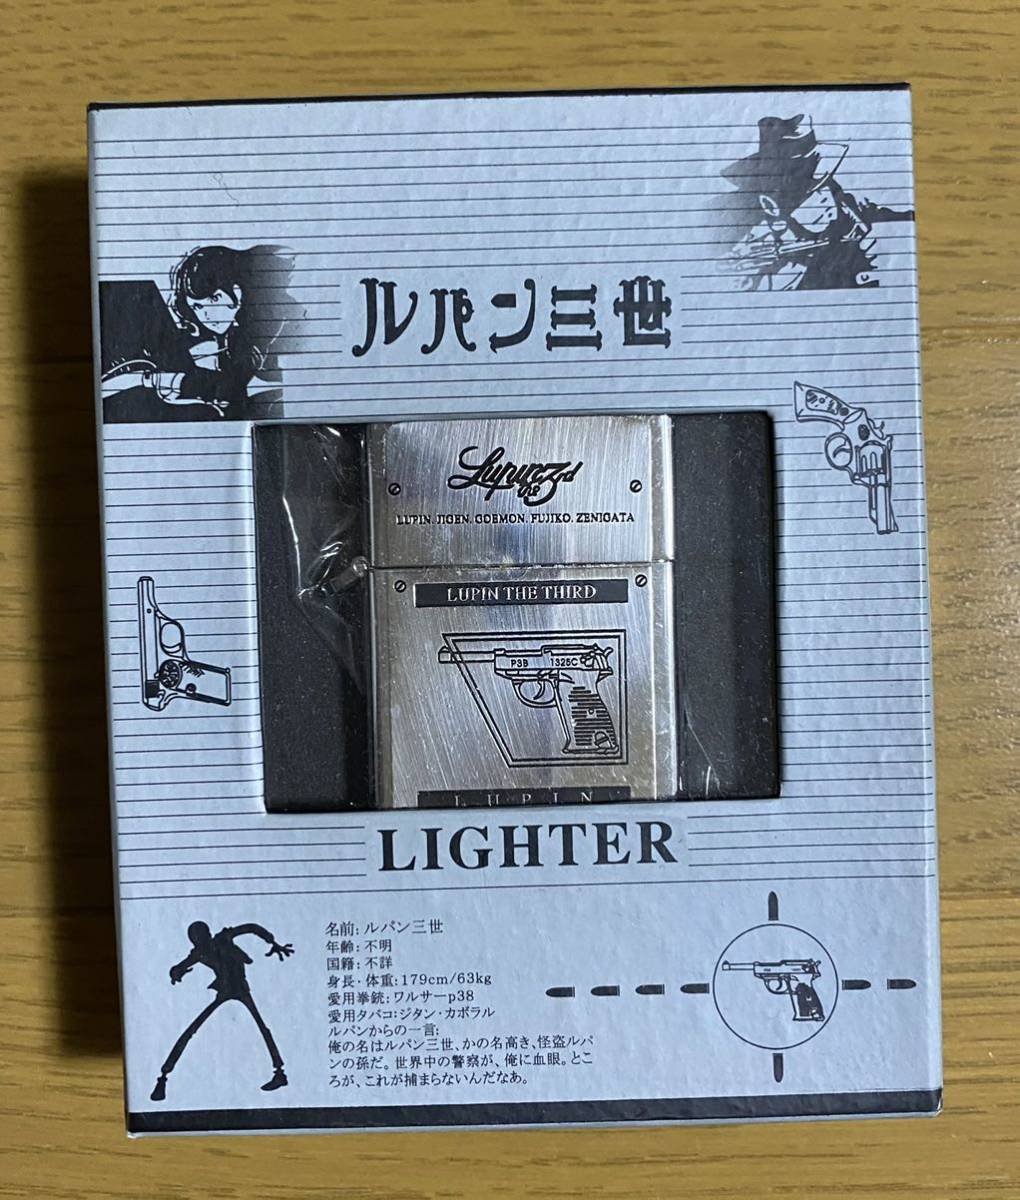 ルパン三世
Lupin the 3rd
LUPIN. JIGEN. GOEMON. FUJIKO. ZENIGATA
LUPIN THE THIRD
P3B 1325C
LUPIN
LIGHTER
名前: ルパン三世
年齢: 不明
国籍: 不詳
身長・体重:179cm/63kg
愛用拳銃:ワルサーp38
愛用タバコ:ジタン・カボラル
ルパンからの一言:
俺の名はルパン三世、かの名高き、怪盗ルパ
ンの孫だ。世界中の警察が、俺に血眼。とこ
ろが、これが捕まらないんだなあ。